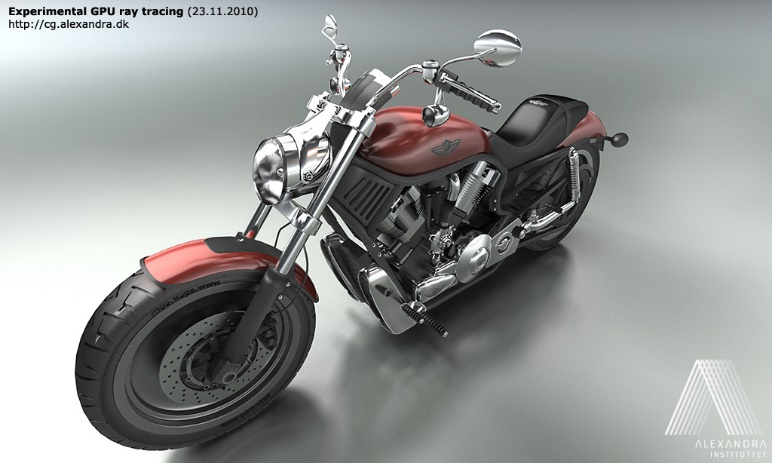 Experimental GPU ray tracing (23.11.2010)
http://cg.alexandra.dk
ALEXANDRA
INSTITUTTET